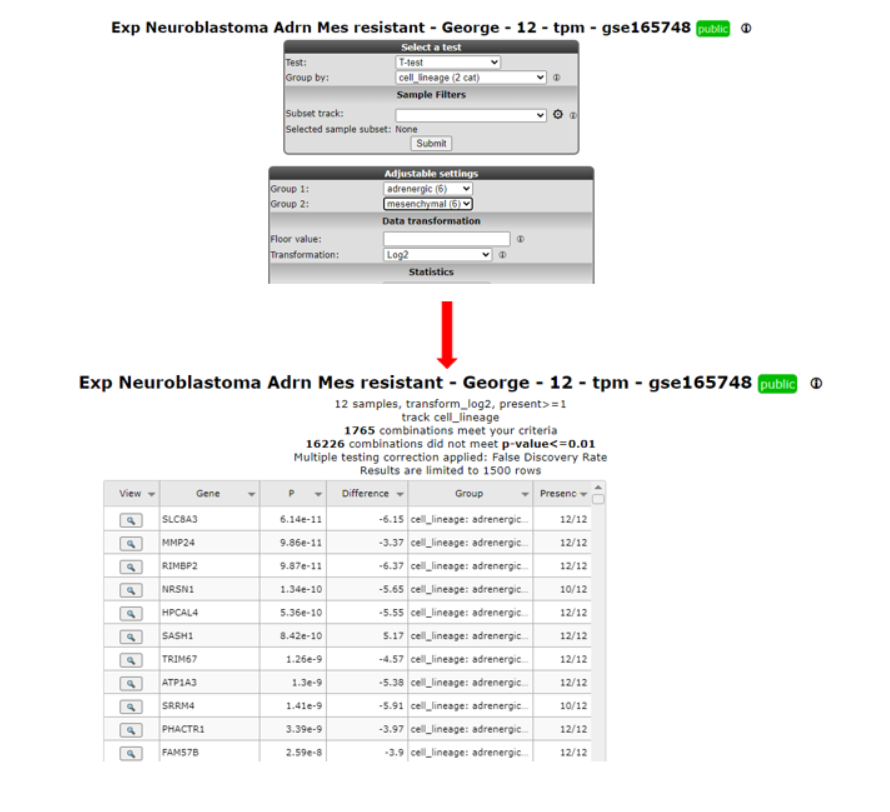 Exp Neuroblastoma Adrn Mes resistant - George - 12 - tpm - gse165748 public
Select a test
Test: T-test
Group by: cell_lineage (2 cat)
Sample Filters
Subset track:
Selected sample subset: None
Submit
Adjustable settings
Group 1: adrenergic (6)
Group 2: mesenchymal (6)
Data transformation
Floor value:
Transformation: Log2
Statistics
Exp Neuroblastoma Adrn Mes resistant - George - 12 - tpm - gse165748 public
12 samples, transform_log2, present>=1
track cell_lineage
1765 combinations meet your criteria
16226 combinations did not meet p-value<=0.01
Multiple testing correction applied: False Discovery Rate
Results are limited to 1500 rows
View Gene P Difference Group Presenc
SLC8A3 6.14e-11 -6.15 cell_lineage: adrenergic... 12/12
MMP24 9.86e-11 -3.37 cell_lineage: adrenergic... 12/12
RIMBP2 9.87e-11 -6.37 cell_lineage: adrenergic... 12/12
NRSN1 1.34e-10 -5.65 cell_lineage: adrenergic... 10/12
HPCAL4 5.36e-10 -5.55 cell_lineage: adrenergic... 12/12
SASH1 8.42e-10 5.17 cell_lineage: adrenergic... 12/12
TRIM67 1.26e-9 -4.57 cell_lineage: adrenergic... 12/12
ATP1A3 1.3e-9 -5.38 cell_lineage: adrenergic... 12/12
SRRM4 1.41e-9 -5.91 cell_lineage: adrenergic... 10/12
PHACTR1 3.39e-9 -3.97 cell_lineage: adrenergic... 12/12
FAM57B 2.59e-8 -3.9 cell_lineage: adrenergic... 12/12